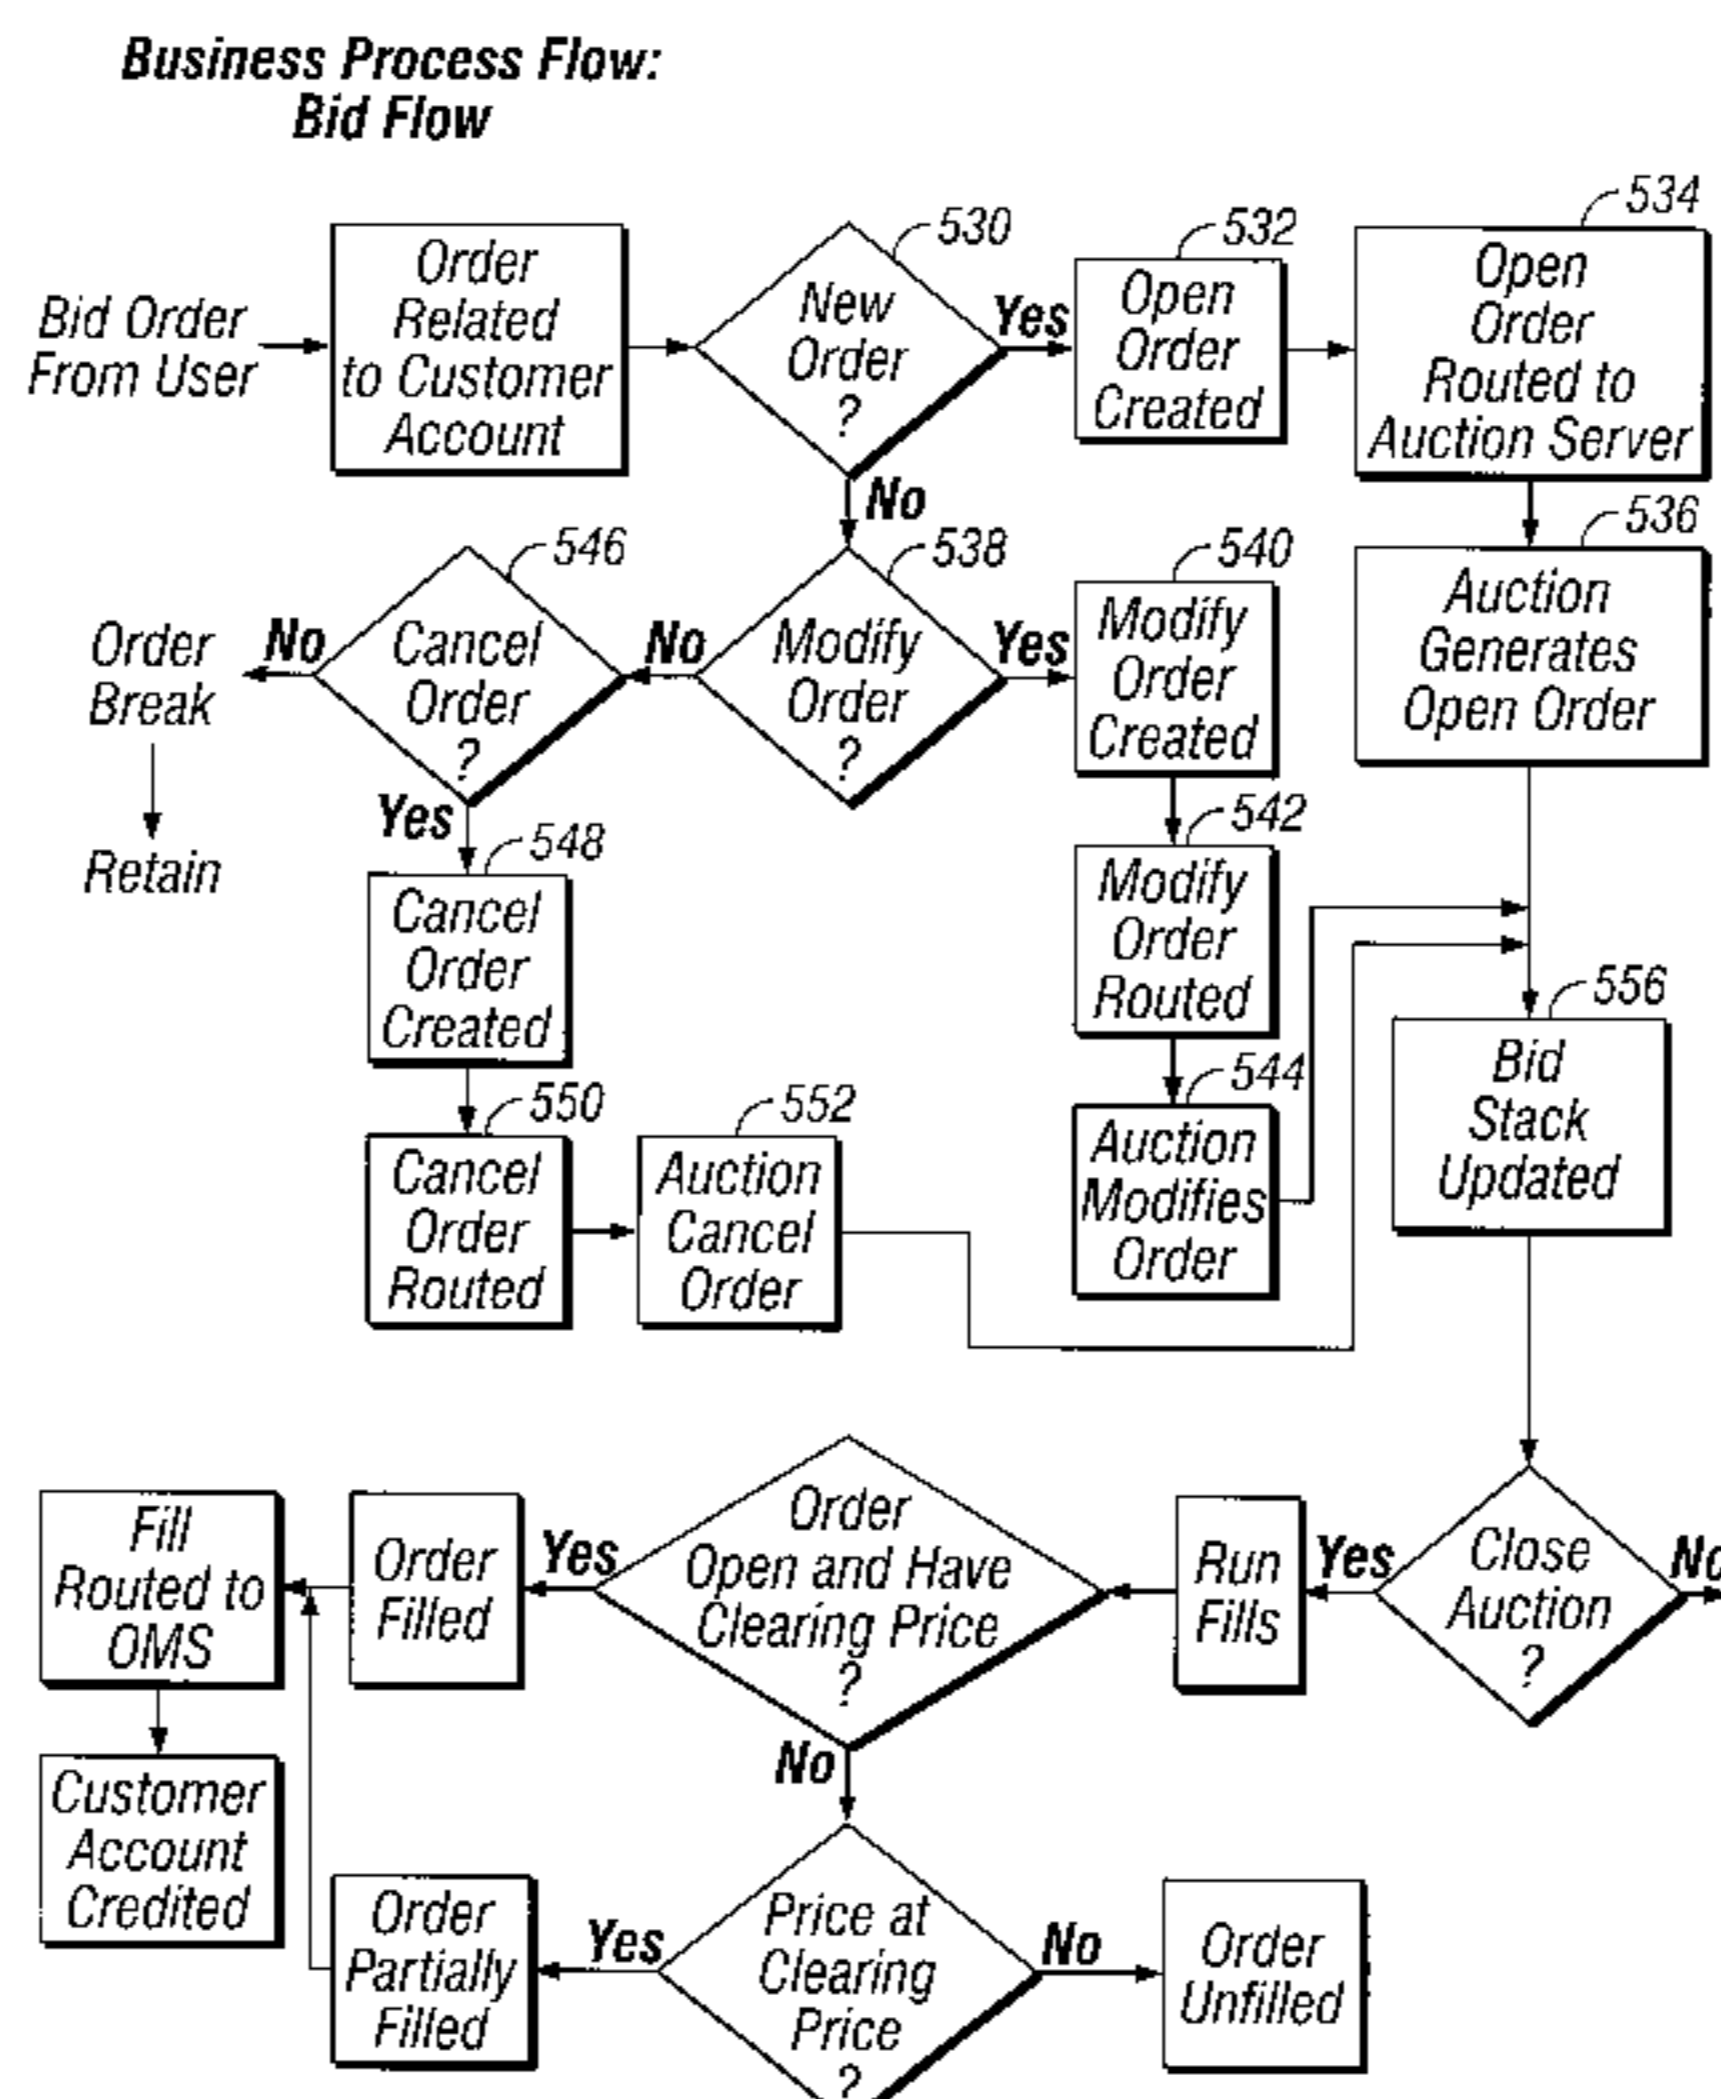 Business Process Flow:
Bid Flow
Bid Order
From User
Order
Related
to Customer
Account
530
New
Order
?
Yes
No
532
Open
Order
Created
534
Open
Order
Routed to
Auction Server
536
Auction
Generates
Open Order
538
Modify
Order
?
Yes
No
540
Modify
Order
Created
542
Modify
Order
Routed
544
Auction
Modifies
Order
546
Cancel
Order
?
No
Order
Break
Retain
Yes
548
Cancel
Order
Created
550
Cancel
Order
Routed
552
Auction
Cancel
Order
556
Bid
Stack
Updated
Close
Auction
?
No
Yes
Run
Fills
Order
Open and Have
Clearing Price
?
Yes
Order
Filled
Fill
Routed to
OMS
Customer
Account
Credited
No
Price at
Clearing
Price
?
Yes
Order
Partially
Filled
No
Order
Unfilled